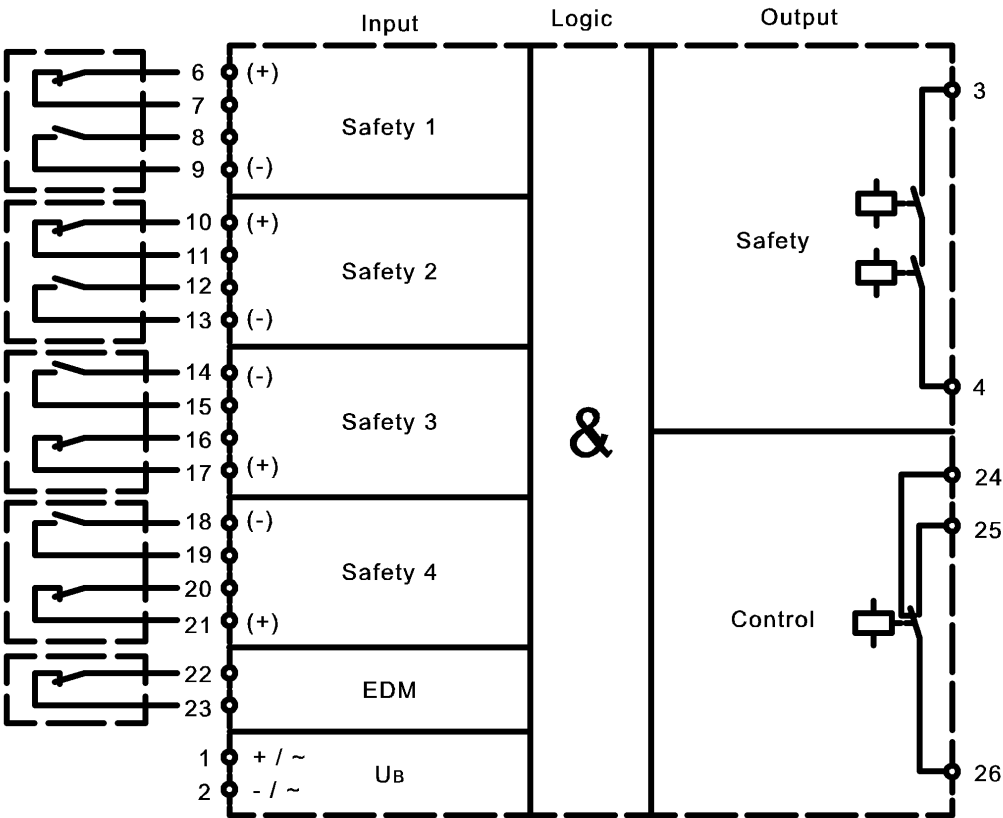 Input Logic Output
6 (+)
7
Safety 1
8
9 (-)
10 (+)
11
Safety 2
12
13 (-)
14 (-)
15
Safety 3
16
17 (+)
18 (-)
19
Safety 4
20
21 (+)
22
EDM
23
1 + / ~
UB
2 - / ~
&
3
Safety
4
24
25
Control
26